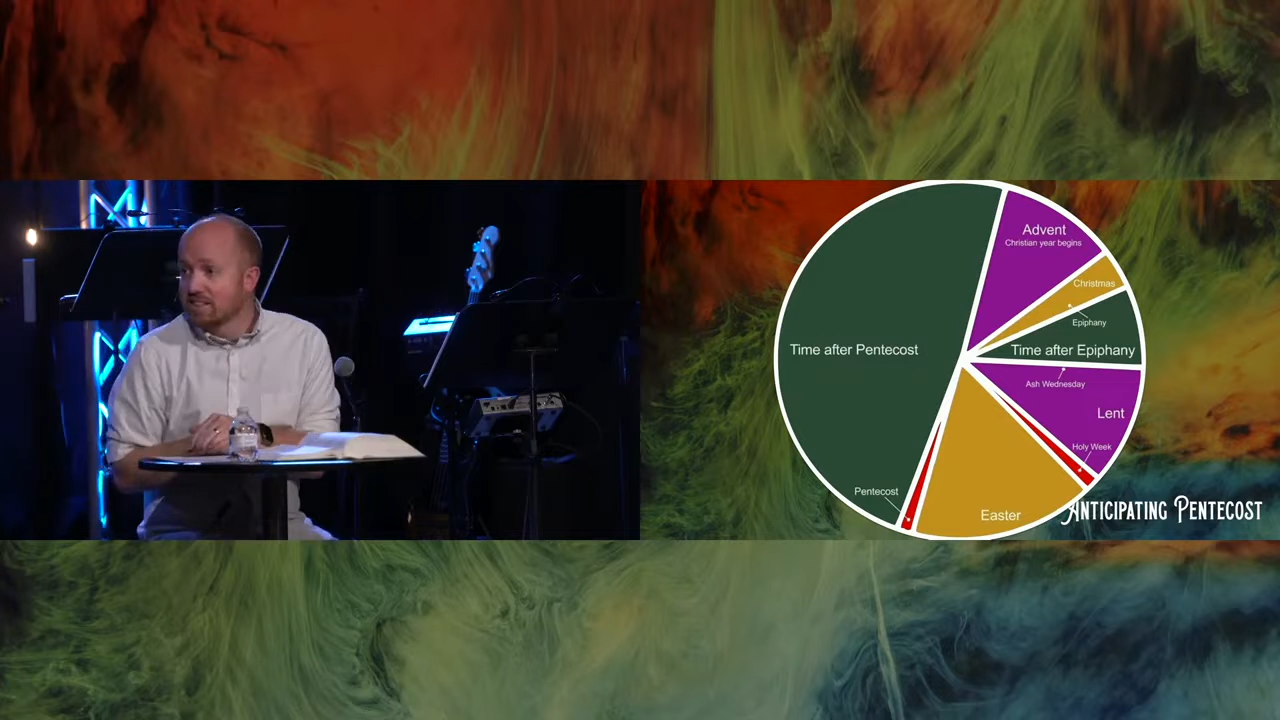 Advent
Christian year begins
Christmas
Epiphany
Time after Epiphany
Time after Pentecost
Ash Wednesday
Lent
Holy Week
Pentecost
Easter
Anticipating Pentecost